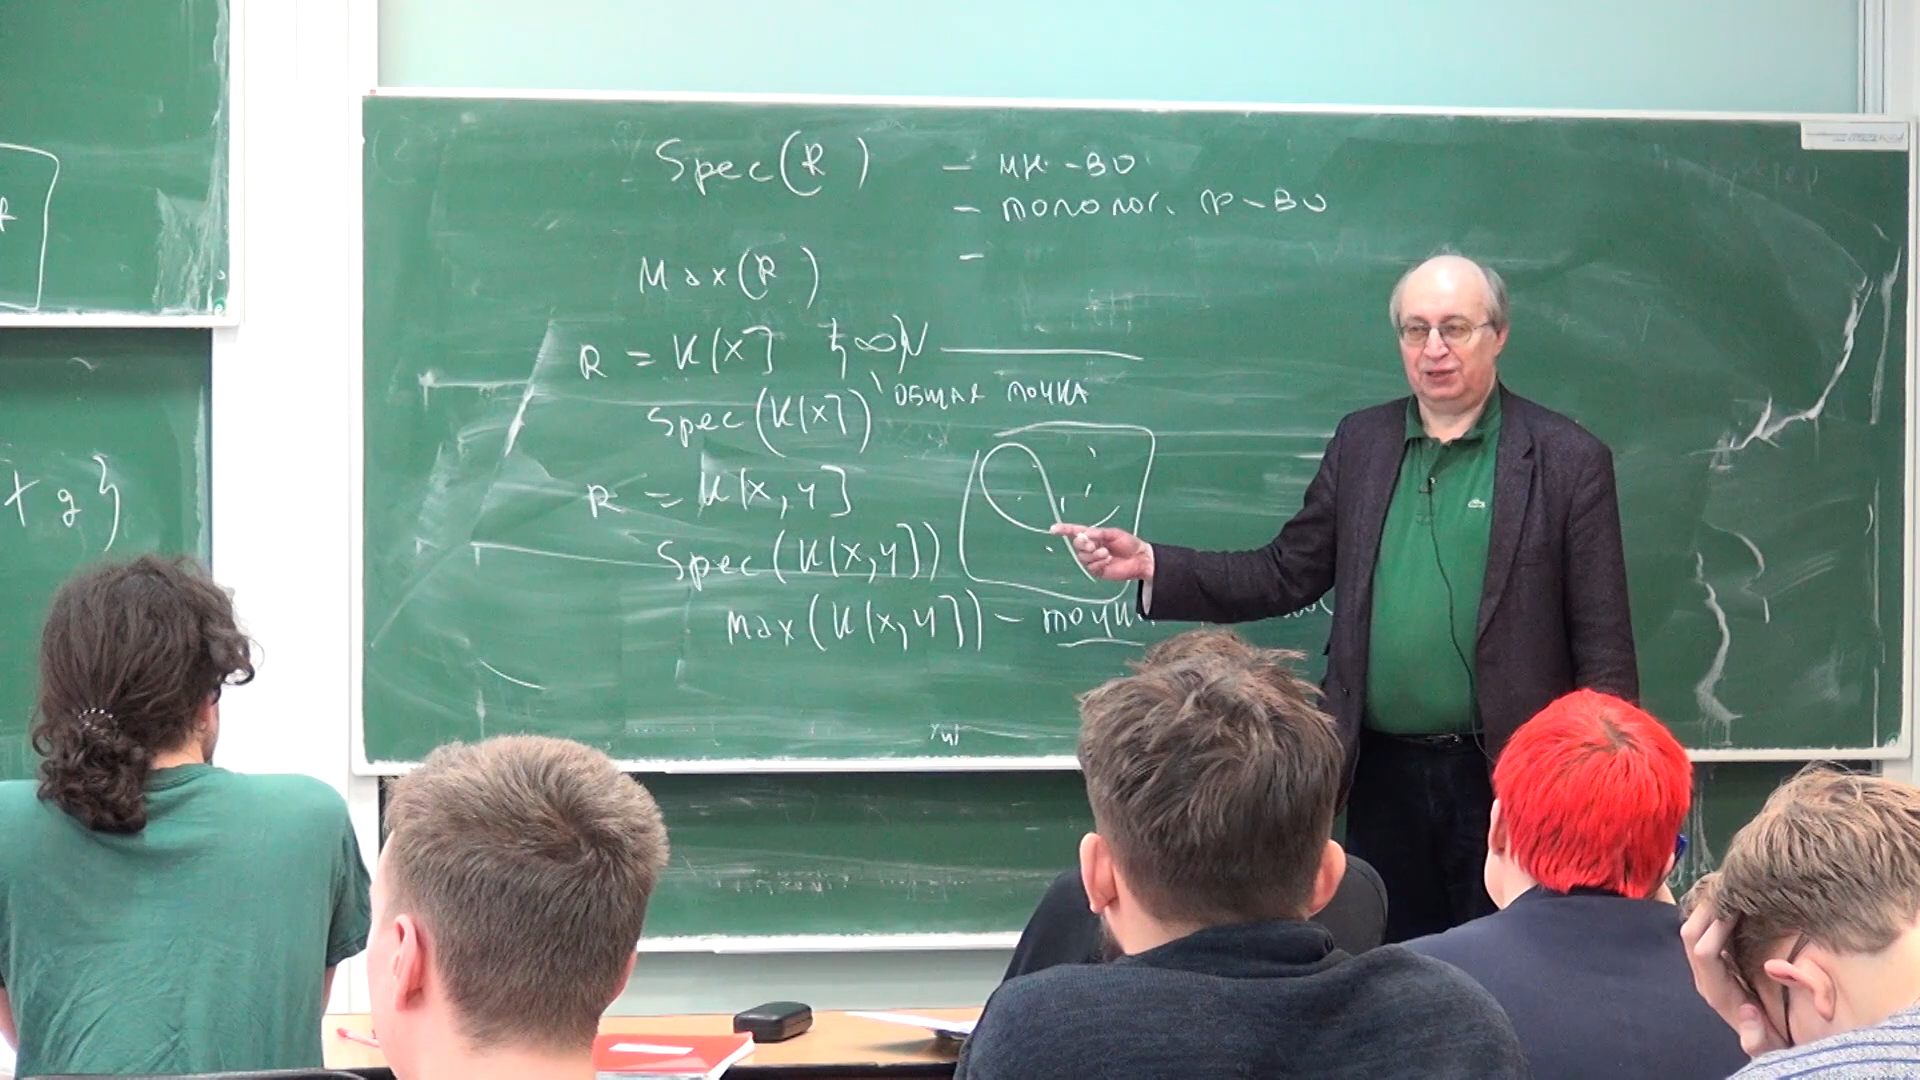 Spec(R) — мн-во
— тополог. пр-во
—
Max(R)
R = K[x] {∞}
общая точка
Spec(K[x])
R = K[x,y]
Spec(K[x,y])
Max(K[x,y]) — точки
+ g}
R